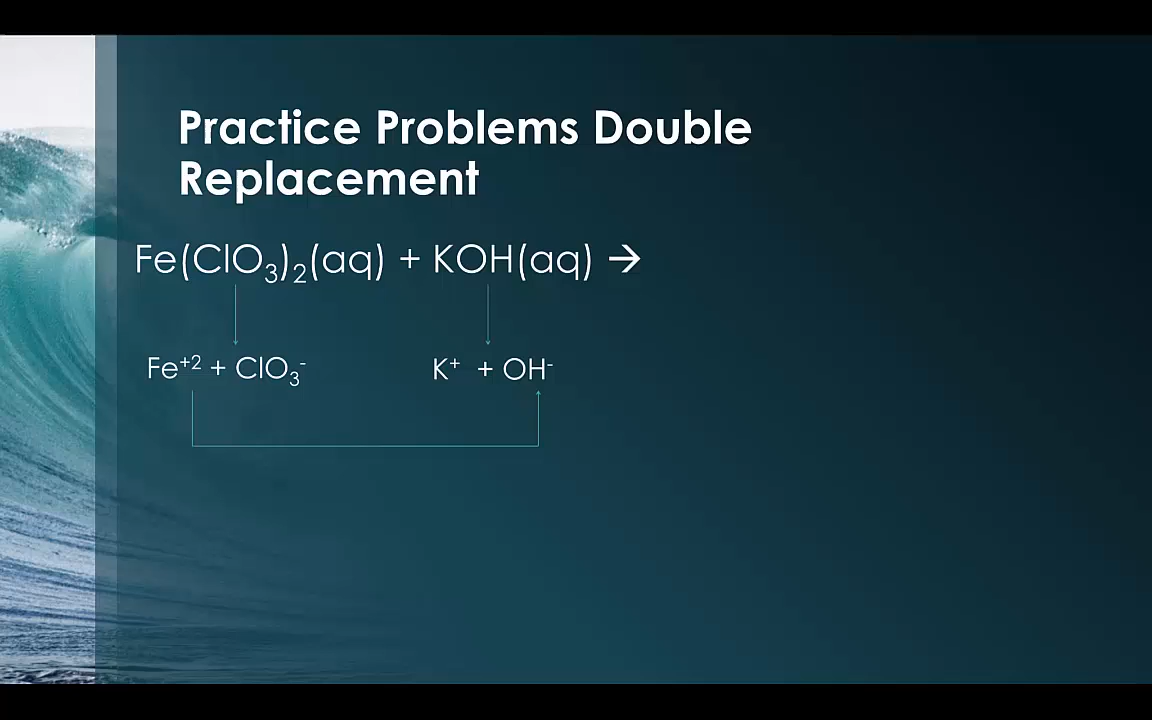 Practice Problems Double
Replacement
Fe(ClO₃)₂(aq) + KOH(aq) →
Fe⁺² + ClO₃⁻ K⁺ + OH⁻